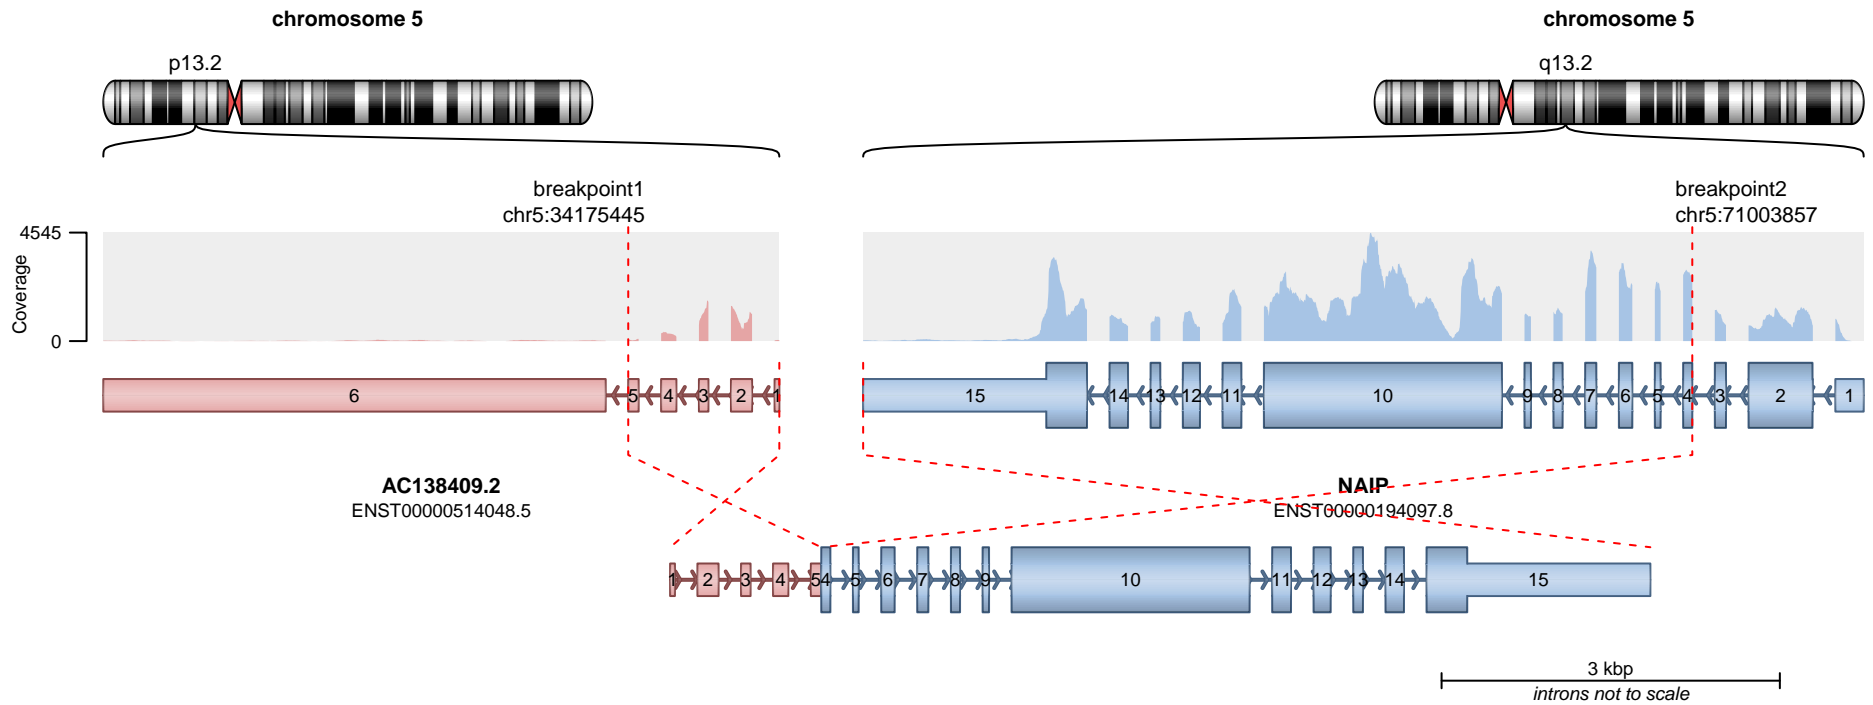 chromosome 5
chromosome 5
p13.2
q13.2
breakpoint1
chr5:34175445
breakpoint2
chr5:71003857
4545
Coverage
0
6 5 4 3 2 1
15 14 13 12 11 10 9 8 7 6 5 4 3 2 1
AC138409.2
ENST00000514048.5
NAIP
ENST00000194097.8
1 2 3 4 5 4 5 6 7 8 9 10 11 12 13 14 15
3 kbp
introns not to scale